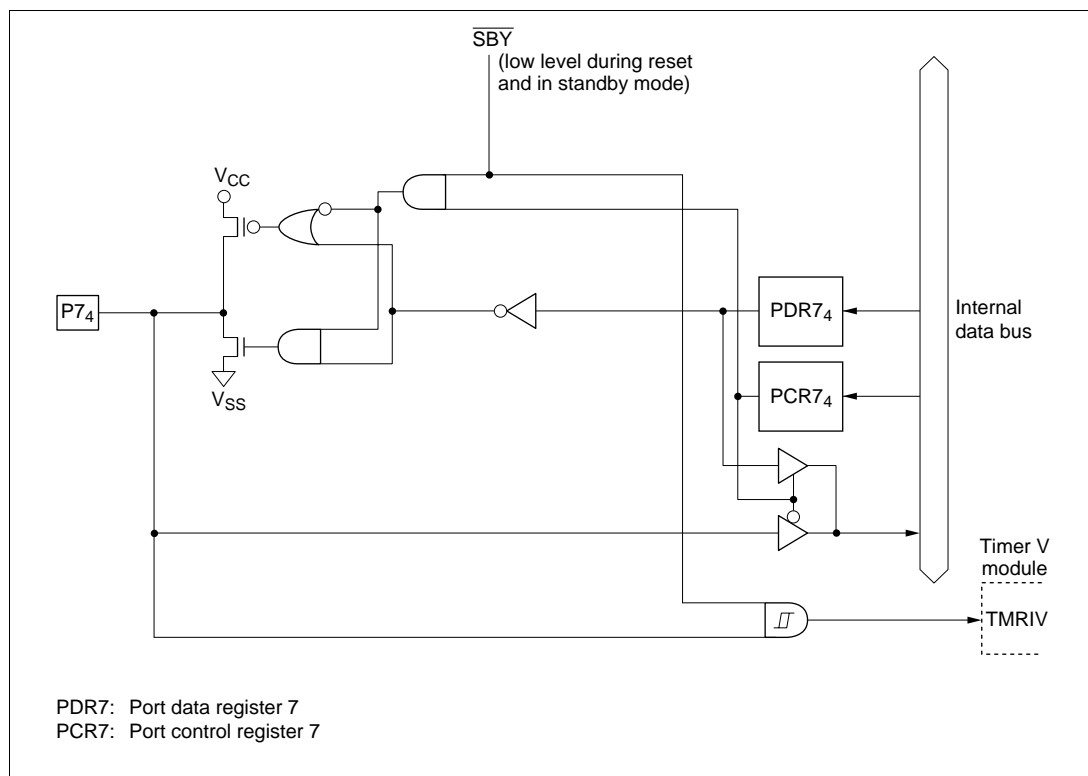 SBY
(low level during reset
and in standby mode)
VCC
P74
VSS
PDR74
PCR74
Internal
data bus
Timer V
module
TMRIV
PDR7: Port data register 7
PCR7: Port control register 7